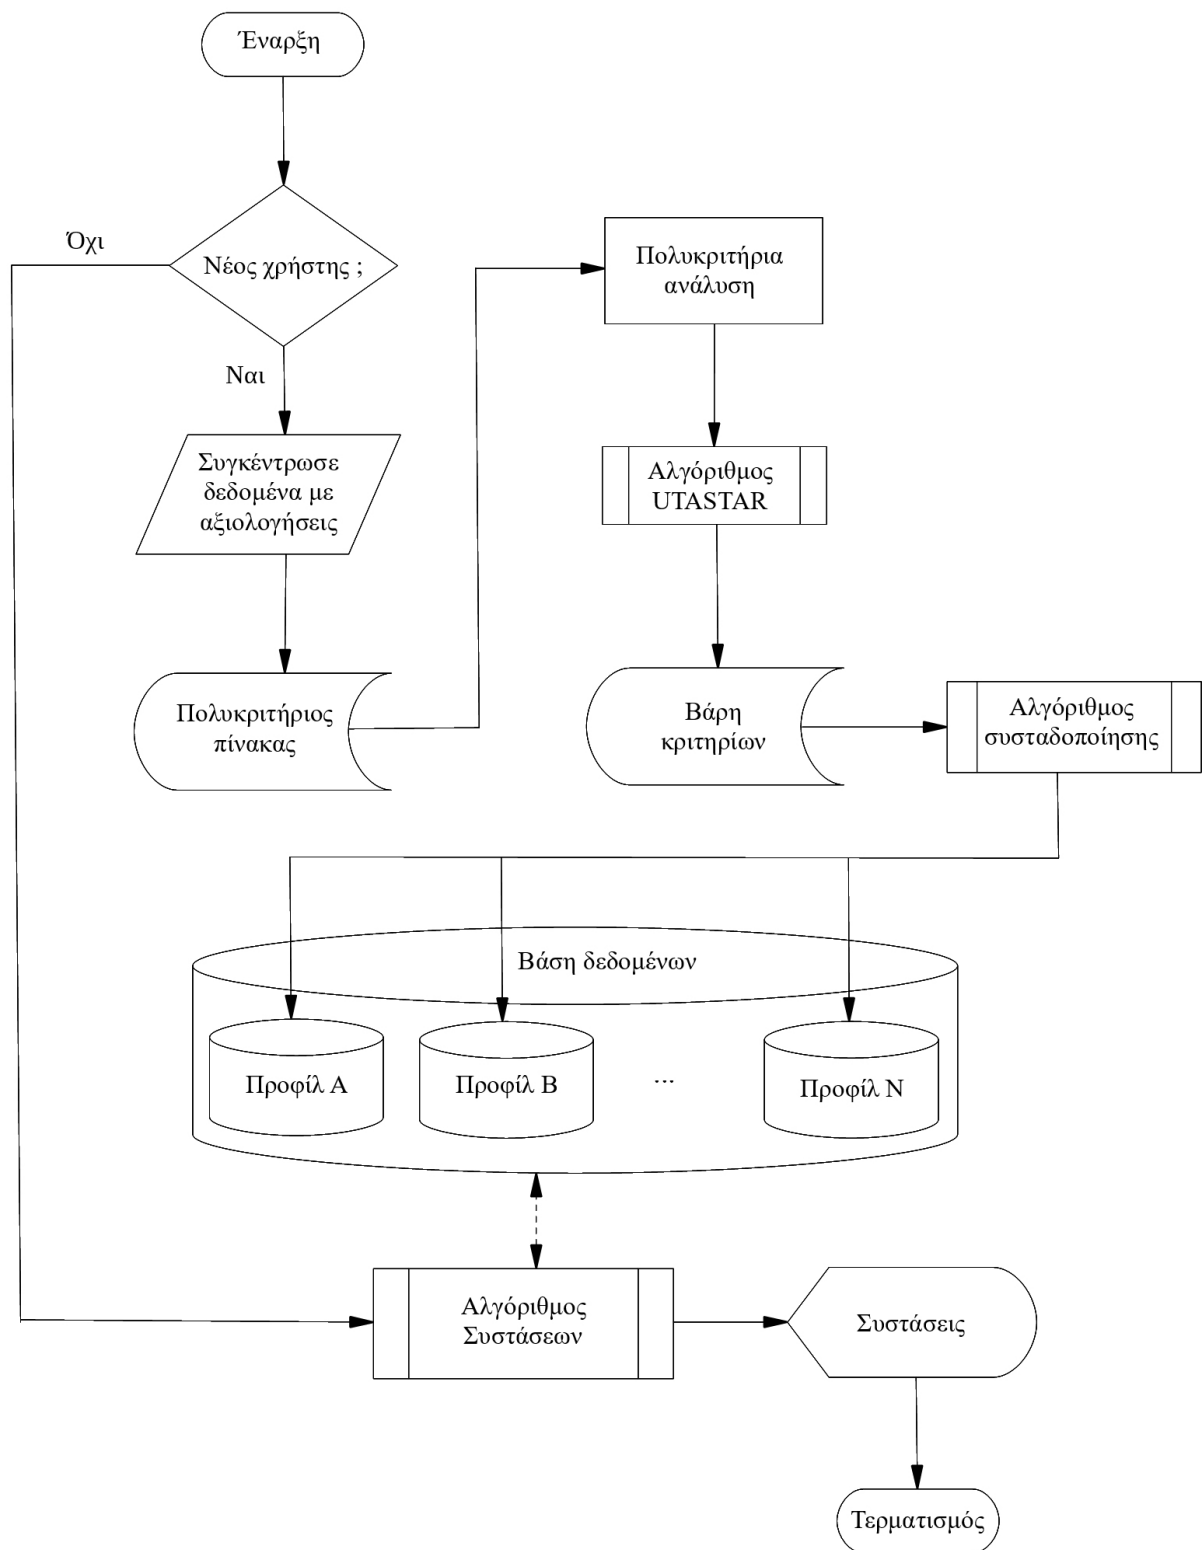 Έναρξη
Όχι
Νέος χρήστης ;
Ναι
Συγκέντρωσε
δεδομένα με
αξιολογήσεις
Πολυκριτήριος
πίνακας
Πολυκριτήρια
ανάλυση
Αλγόριθμος
UTASTAR
Βάρη
κριτηρίων
Αλγόριθμος
συσταδοποίησης
Βάση δεδομένων
Προφίλ Α
Προφίλ Β
...
Προφίλ Ν
Αλγόριθμος
Συστάσεων
Συστάσεις
Τερματισμός